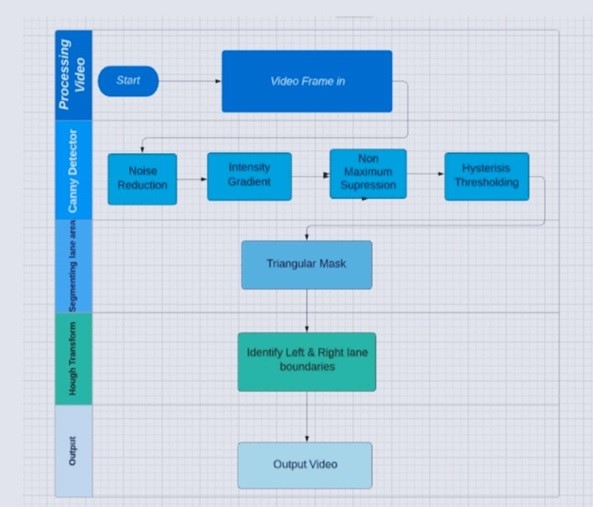 Processing
Video
Start
Video Frame in
Canny Detector
Noise
Reduction
Intensity
Gradient
Non
Maximum
Supression
Hysterisis
Thresholding
Segmenting lane area
Triangular Mask
Hough Transform
Identify Left & Right lane
boundaries
Output
Output Video